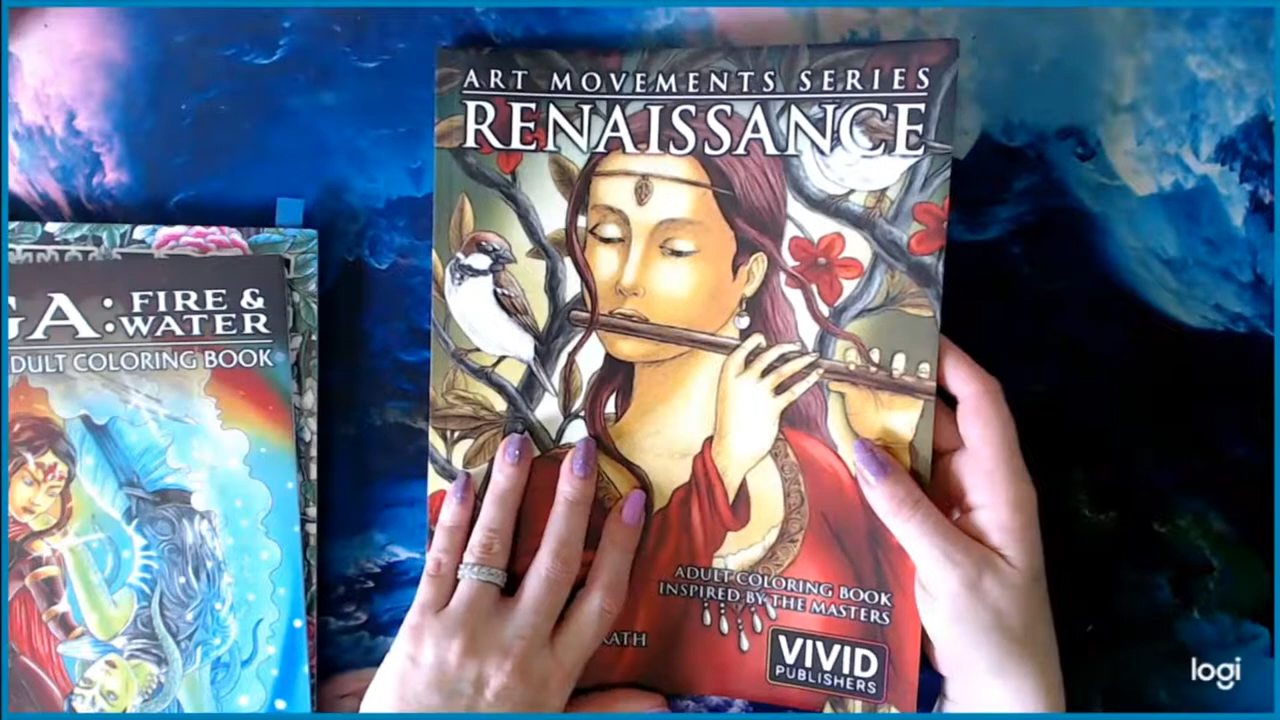 ART MOVEMENTS SERIES
RENAISSANCE
GA: FIRE &
WATER
ADULT COLORING BOOK
ADULT COLORING BOOK
INSPIRED BY THE MASTERS
RATH
VIVID
PUBLISHERS
logi